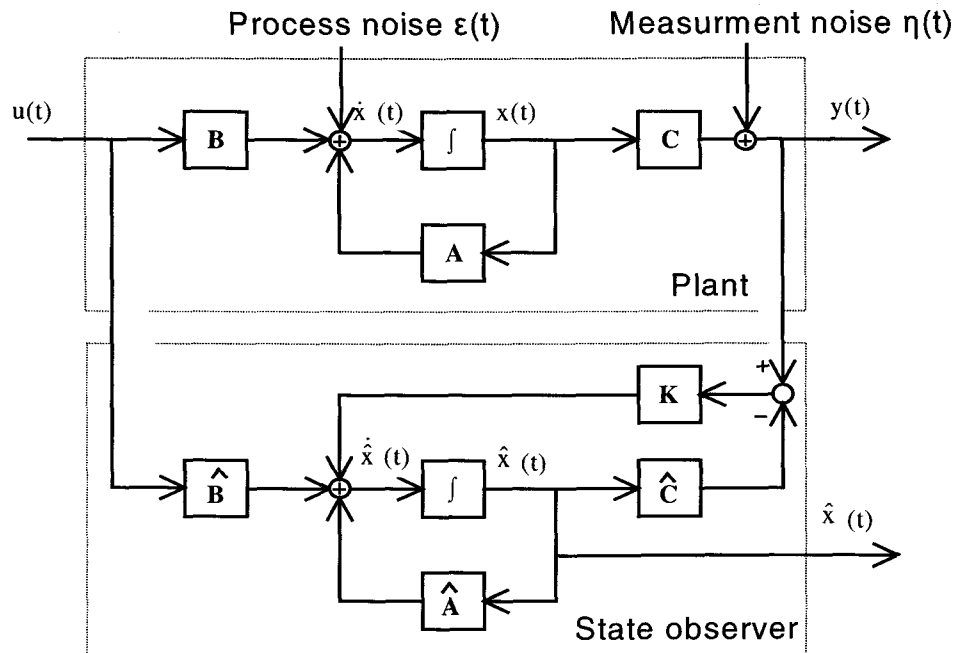 Process noise ε(t)
Measurment noise η(t)
u(t)
ẋ (t)
x(t)
y(t)
B
+
∫
C
+
A
Plant
+
K
−
x̂̇ (t)
x̂ (t)
B̂
+
∫
Ĉ
x̂ (t)
Â
State observer